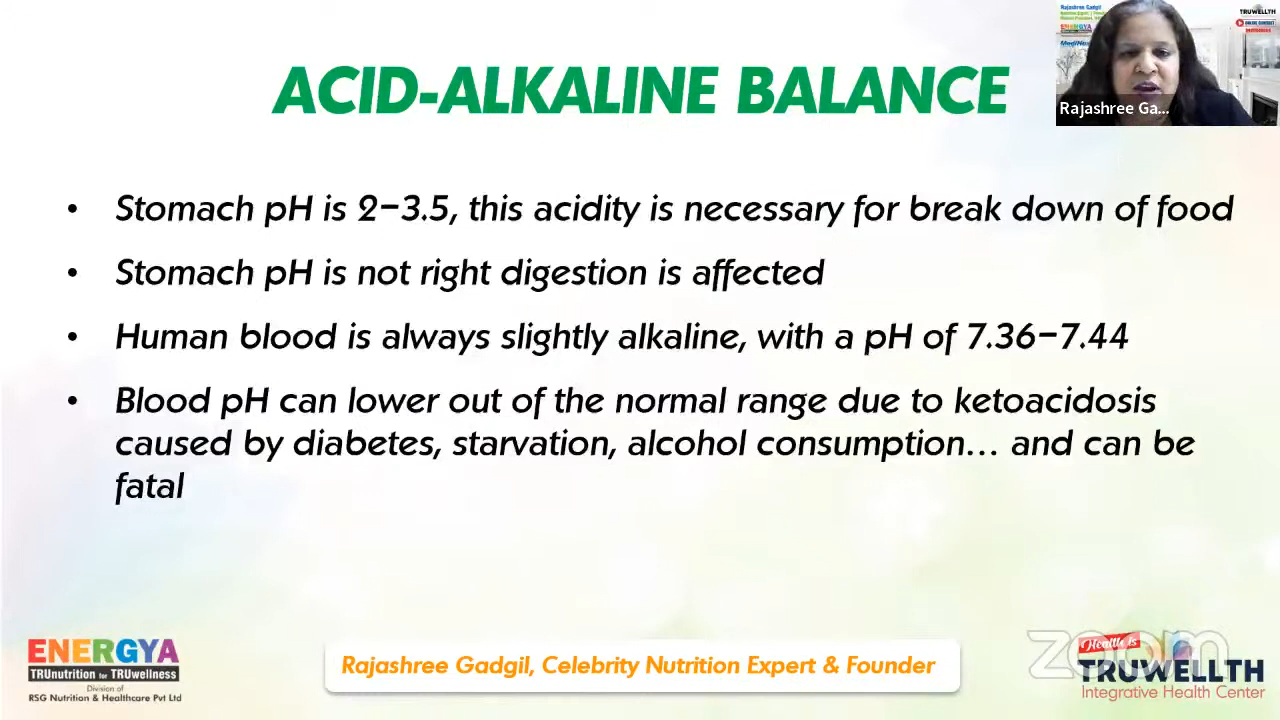 Rajashree Gadgil
TRUWELLTH
ENERGYA
ACID-ALKALINE BALANCE
Rajashree Ga...
• Stomach pH is 2-3.5, this acidity is necessary for break down of food
• Stomach pH is not right digestion is affected
• Human blood is always slightly alkaline, with a pH of 7.36-7.44
• Blood pH can lower out of the normal range due to ketoacidosis
caused by diabetes, starvation, alcohol consumption... and can be
fatal
ENERGYA
TRUnutrition for TRUwellness
Division of
RSG Nutrition & Healthcare Pvt Ltd
Rajashree Gadgil, Celebrity Nutrition Expert & Founder
zoom
Health is
TRUWELLTH
Integrative Health Center